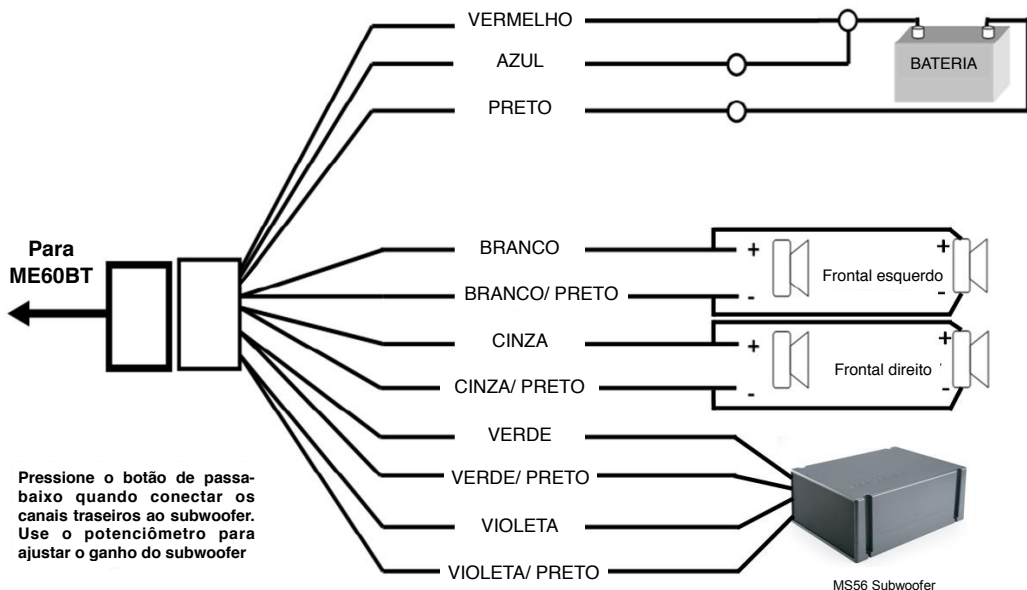 VERMELHO
AZUL
BATERIA
PRETO
Para
ME60BT
BRANCO
+
+
Frontal esquerdo
BRANCO/ PRETO
-
-
CINZA
+
+
Frontal direito
CINZA/ PRETO
-
-
VERDE
VERDE/ PRETO
VIOLETA
VIOLETA/ PRETO
Pressione o botão de passa-
baixo quando conectar os
canais traseiros ao subwoofer.
Use o potenciômetro para
ajustar o ganho do subwoofer
MS56 Subwoofer